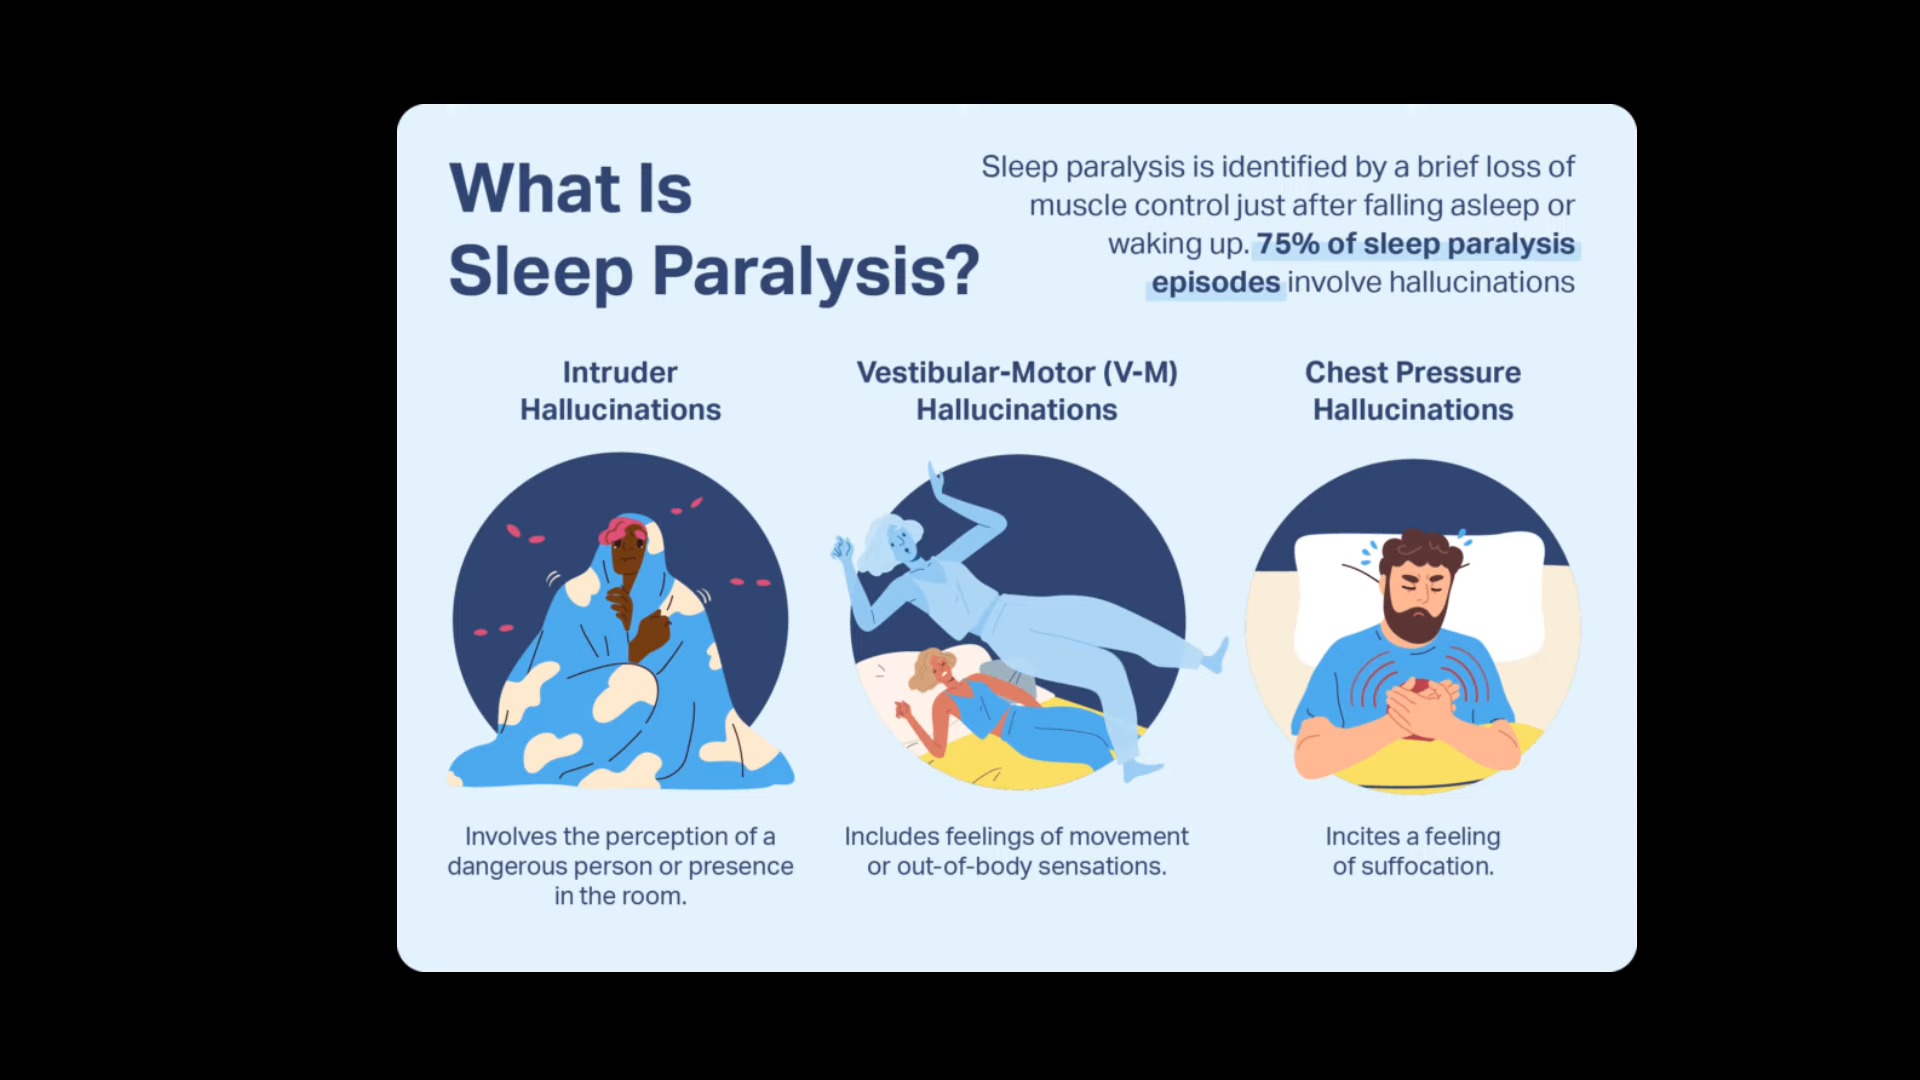 What Is
Sleep Paralysis?
Sleep paralysis is identified by a brief loss of
muscle control just after falling asleep or
waking up. 75% of sleep paralysis
episodes involve hallucinations
Intruder
Hallucinations
Involves the perception of a
dangerous person or presence
in the room.
Vestibular-Motor (V-M)
Hallucinations
Includes feelings of movement
or out-of-body sensations.
Chest Pressure
Hallucinations
Incites a feeling
of suffocation.